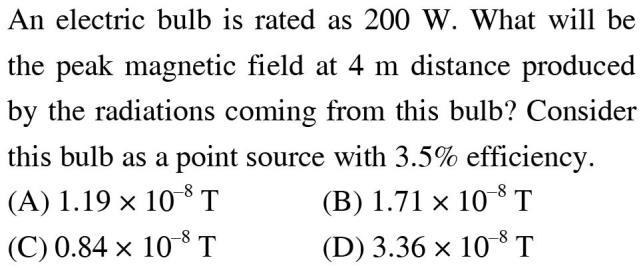 An electric bulb is rated as 200 W. What will be
the peak magnetic field at 4 m distance produced
by the radiations coming from this bulb? Consider
this bulb as a point source with 3.5% efficiency.
(A) 1.19 × 10⁻⁸ T (B) 1.71 × 10⁻⁸ T
(C) 0.84 × 10⁻⁸ T (D) 3.36 × 10⁻⁸ T